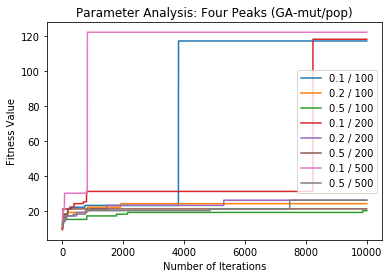 Parameter Analysis: Four Peaks (GA-mut/pop)
Fitness Value
120
100
80
60
40
20
0.1 / 100
0.2 / 100
0.5 / 100
0.1 / 200
0.2 / 200
0.5 / 200
0.1 / 500
0.5 / 500
0
2000
4000
6000
8000
10000
Number of Iterations